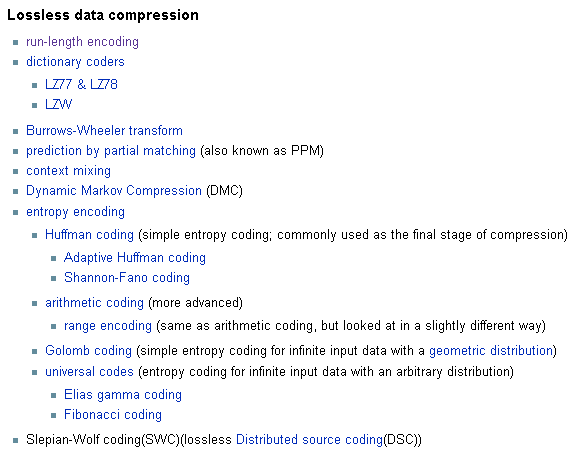 Lossless data compression
run-length encoding
dictionary coders
LZ77 & LZ78
LZW
Burrows-Wheeler transform
prediction by partial matching (also known as PPM)
context mixing
Dynamic Markov Compression (DMC)
entropy encoding
Huffman coding (simple entropy coding; commonly used as the final stage of compression)
Adaptive Huffman coding
Shannon-Fano coding
arithmetic coding (more advanced)
range encoding (same as arithmetic coding, but looked at in a slightly different way)
Golomb coding (simple entropy coding for infinite input data with a geometric distribution)
universal codes (entropy coding for infinite input data with an arbitrary distribution)
Elias gamma coding
Fibonacci coding
Slepian-Wolf coding(SWC)(lossless Distributed source coding(DSC))